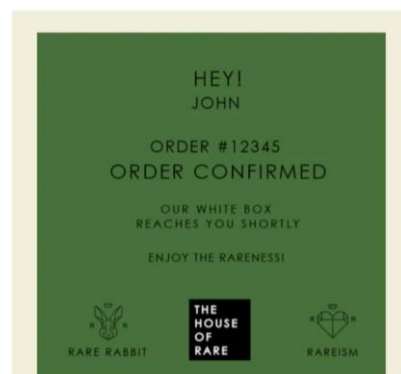 HEY!
JOHN
ORDER #12345
ORDER CONFIRMED
OUR WHITE BOX
REACHES YOU SHORTLY
ENJOY THE RARENESS!
RARE RABBIT
THE
HOUSE
OF
RARE
RAREISM